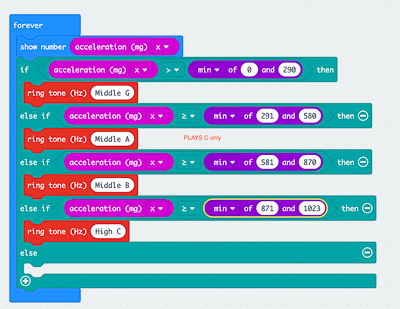 forever
show number acceleration (mg) x
if acceleration (mg) x > min of 0 and 290 then
ring tone (Hz) Middle G
else if acceleration (mg) x ≥ min of 291 and 580 then
ring tone (Hz) Middle A PLAYS C only
else if acceleration (mg) x ≥ min of 581 and 870 then
ring tone (Hz) Middle B
else if acceleration (mg) x ≥ min of 871 and 1023 then
ring tone (Hz) High C
else